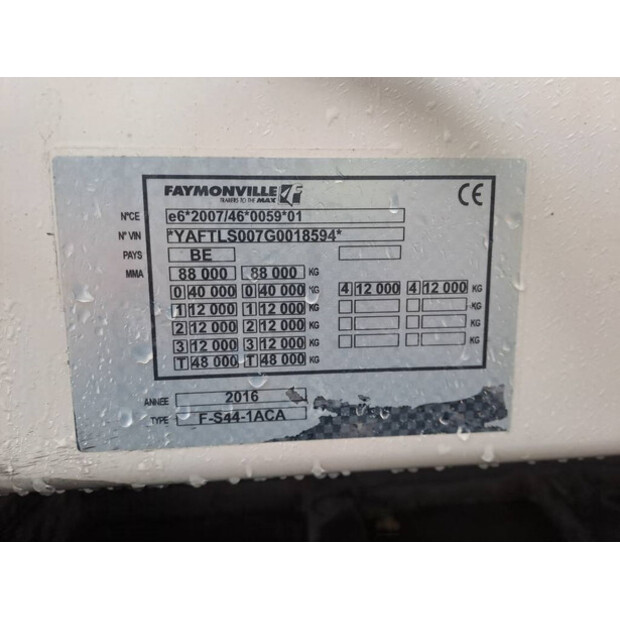 FAYMONVILLE
TRAILERS TO THE MAX
CE
N°CE e6*2007/46*0059*01
N° VIN *YAFTLS007G0018594*
PAYS BE
MMA 88 000 88 000 KG
0 40 000 0 40 000 KG 4 12 000 4 12 000 KG
1 12 000 1 12 000 KG KG
2 12 000 2 12 000 KG KG
3 12 000 3 12 000 KG KG
T 48 000 T 48 000 KG
ANNEE 2016
TYPE F-S44-1ACA